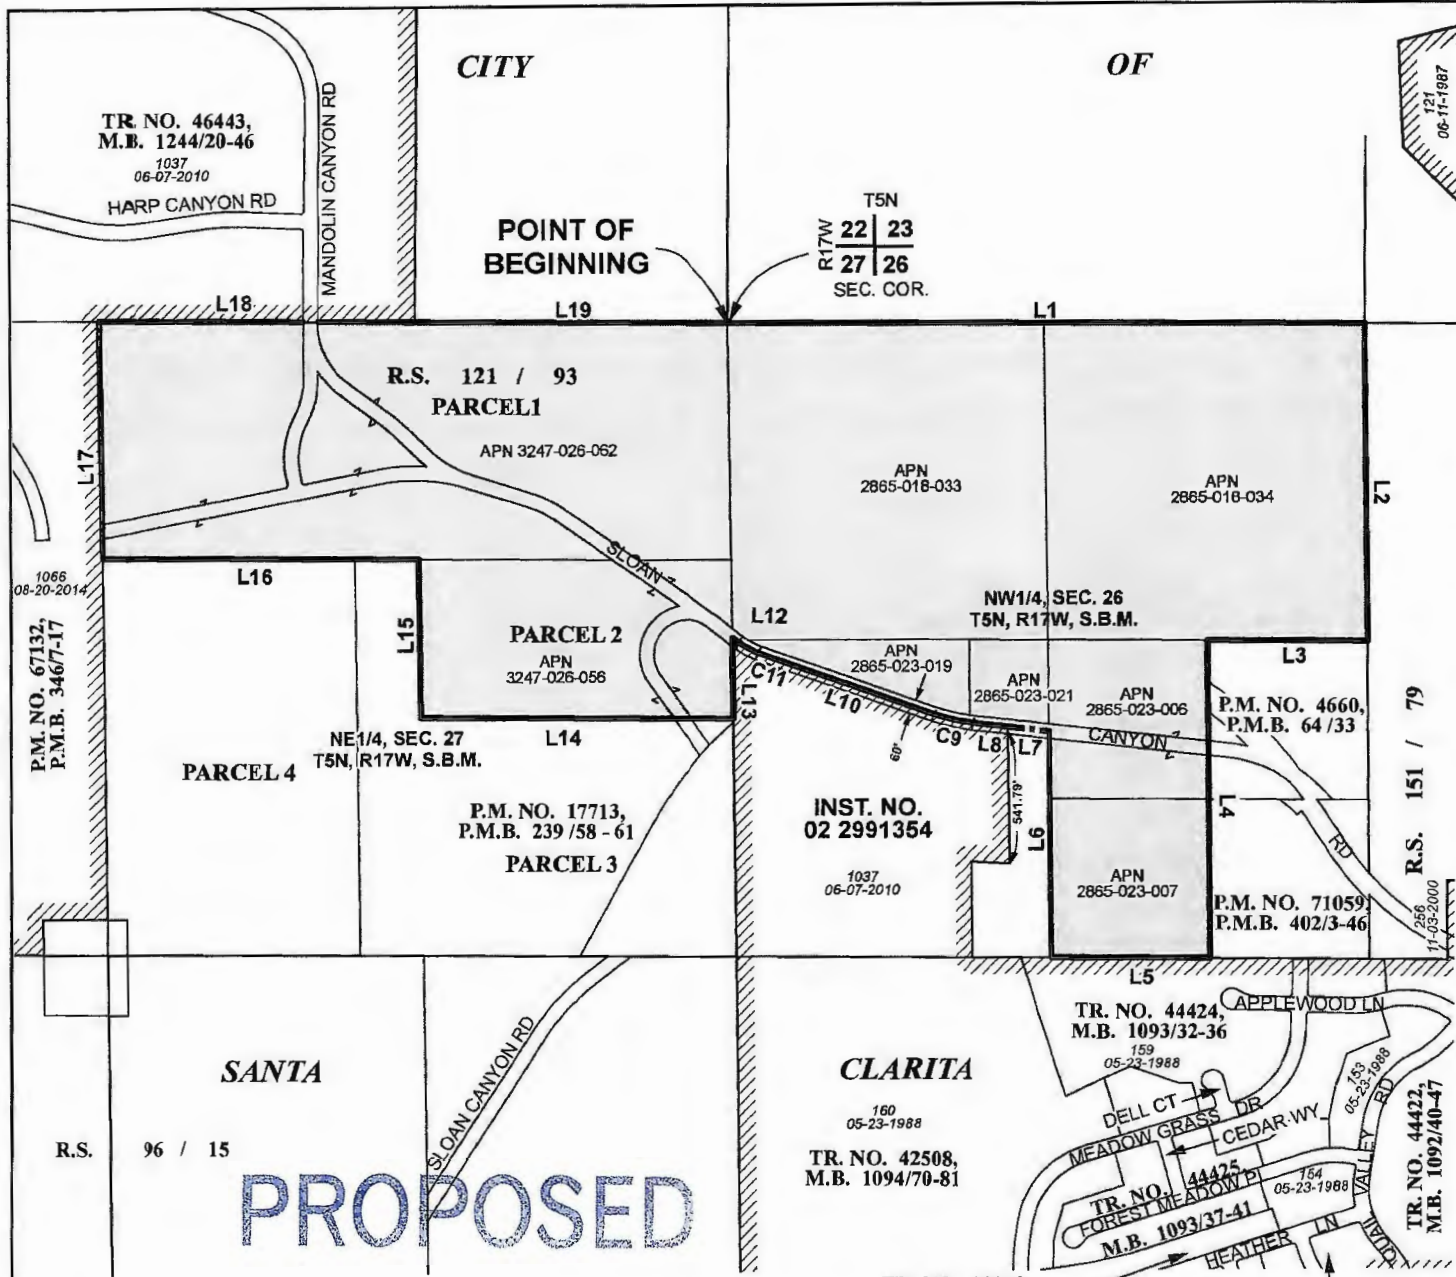 CITY
OF
TR. NO. 46443,
M.B. 1244/20-46
1037
06-07-2010
HARP CANYON RD
MANDOLIN CANYON RD
121
06-11-1987
POINT OF
BEGINNING
T5N
R17W
22 23
27 26
SEC. COR.
L18
L19
L1
R.S. 121 / 93
PARCEL1
APN 3247-026-062
APN
2865-018-033
APN
2865-018-034
L17
L2
SLOAN
L16
1066
08-20-2014
P.M. NO. 67132,
P.M.B. 346/7-17
L15
PARCEL 2
APN
3247-026-056
L12
NW1/4, SEC. 26
T5N, R17W, S.B.M.
C11
L13
L10
APN
2865-023-019
APN
2865-023-021
APN
2865-023-006
L3
P.M. NO. 4660,
P.M.B. 64 /33
R.S. 151 / 79
60'
C9
L8
L7
CANYON
RD
NE1/4, SEC. 27
T5N, R17W, S.B.M.
L14
PARCEL 4
P.M. NO. 17713,
P.M.B. 239 /58 - 61
PARCEL 3
INST. NO.
02 2991354
1037
06-07-2010
541.79'
L6
L4
APN
2865-023-007
P.M. NO. 71059,
P.M.B. 402/3-46
256
11-03-2000
L5
SANTA
CLARITA
SLOAN CANYON RD
R.S. 96 / 15
160
05-23-1988
TR. NO. 42508,
M.B. 1094/70-81
TR. NO. 44424,
M.B. 1093/32-36
159
05-23-1988
APPLEWOOD LN
DELL CT
MEADOW GRASS DR
CEDAR WY
153
05-23-1988
TR. NO. 44425,
M.B. 1093/37-41
FOREST MEADOW PL
154
05-23-1988
HEATHER LN
QUAIL VALLEY RD
TR. NO. 44422,
M.B. 1092/40-47
PROPOSED